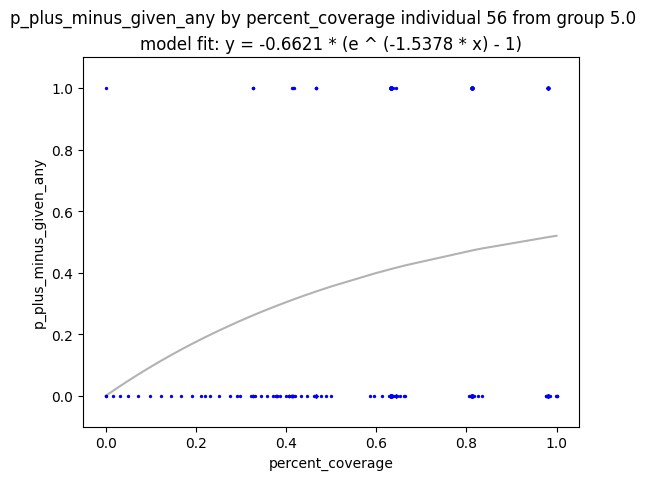 p_plus_minus_given_any by percent_coverage individual 56 from group 5.0
model fit: y = -0.6621 * (e ^ (-1.5378 * x) - 1)
p_plus_minus_given_any
1.0
0.8
0.6
0.4
0.2
0.0
0.0 0.2 0.4 0.6 0.8 1.0
percent_coverage